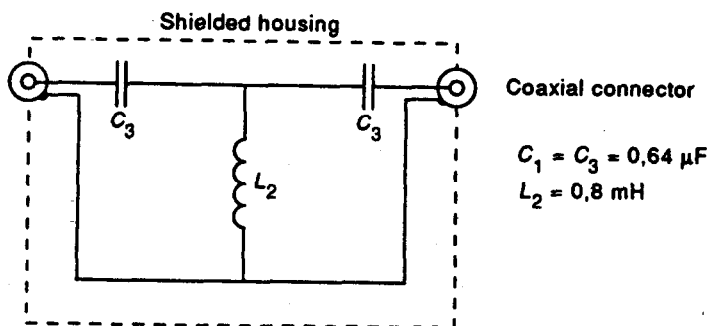 Shielded housing
Coaxial connector
C3
C3
C1 = C3 = 0,64 µF
L2
L2 = 0,8 mH